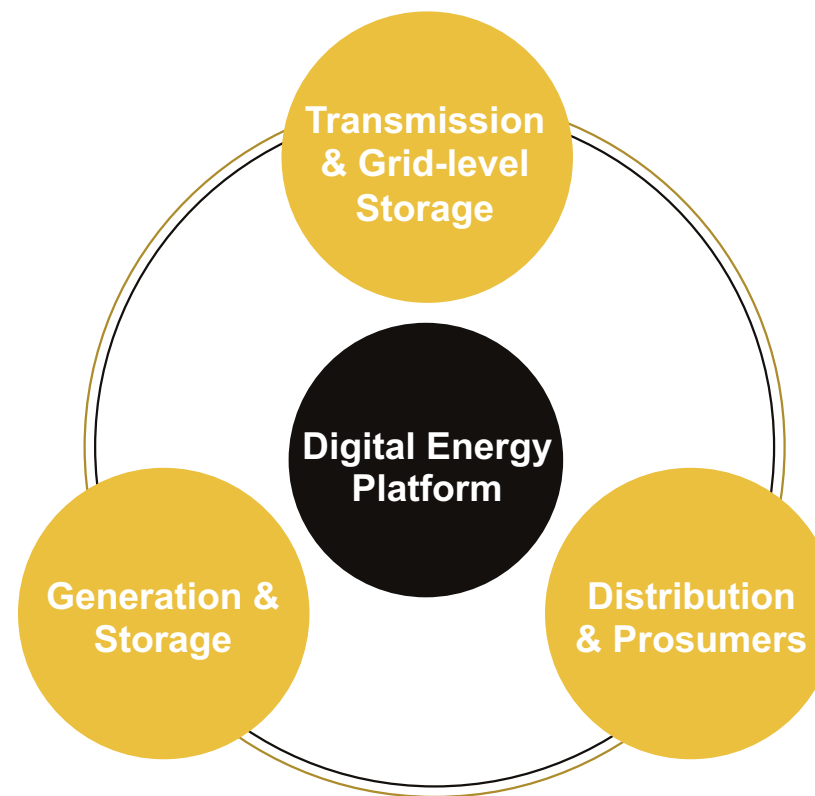 Transmission
& Grid-level
Storage
Digital Energy
Platform
Generation &
Storage
Distribution
& Prosumers